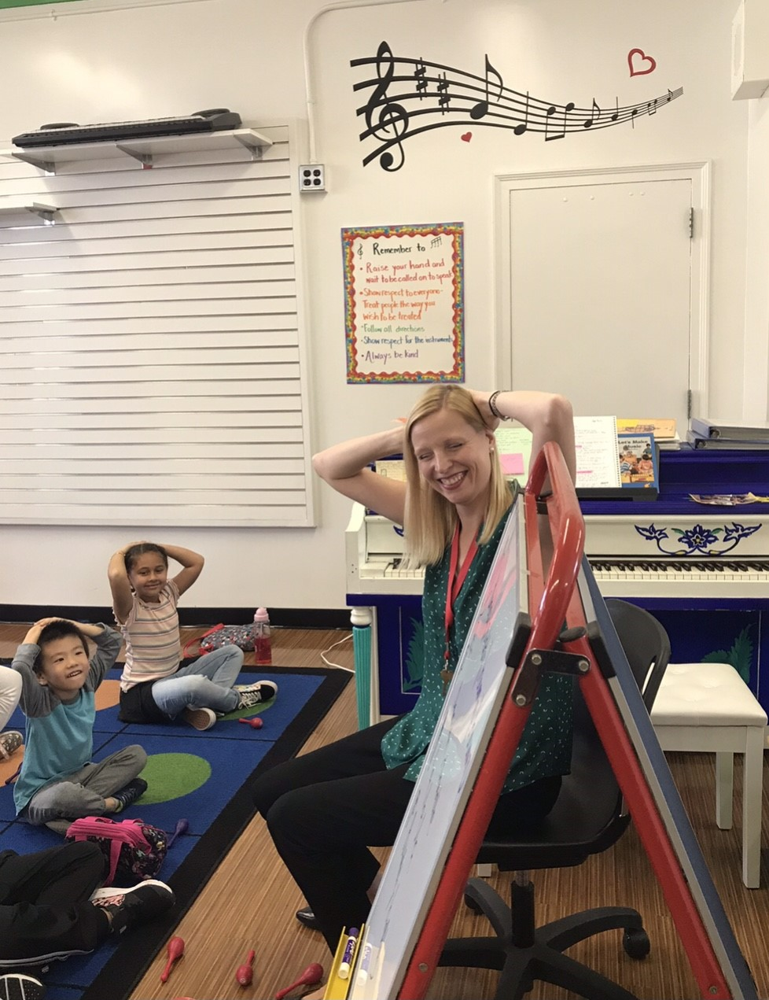 Remember to
• Raise your hand and
wait to be called on to speak
• Show respect to everyone-
Treat people the way you
wish to be treated
• Follow all directions
• Show respect for the instruments
• Always be kind
Let's Make
Music